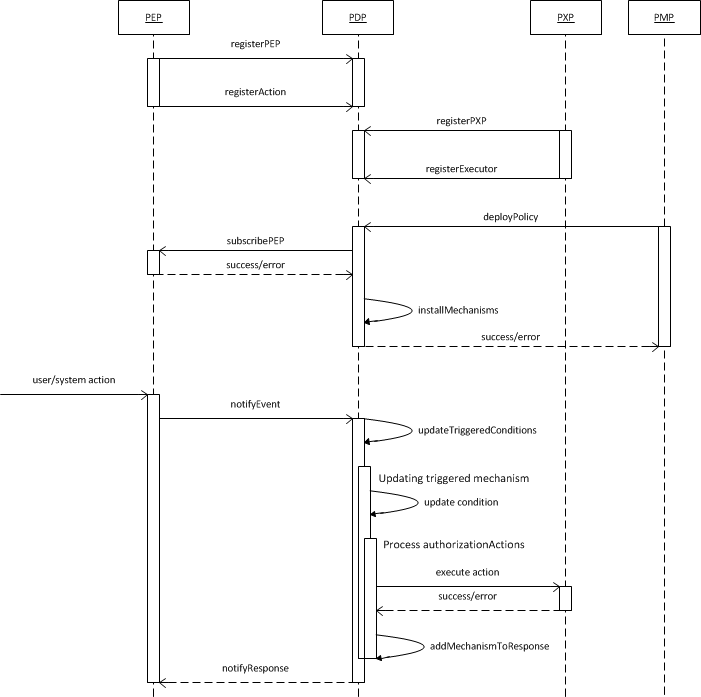 PEP
PDP
PXP
PMP
registerPEP
registerAction
registerPXP
registerExecutor
deployPolicy
subscribePEP
success/error
installMechanisms
success/error
user/system action
notifyEvent
updateTriggeredConditions
Updating triggered mechanism
update condition
Process authorizationActions
execute action
success/error
addMechanismToResponse
notifyResponse